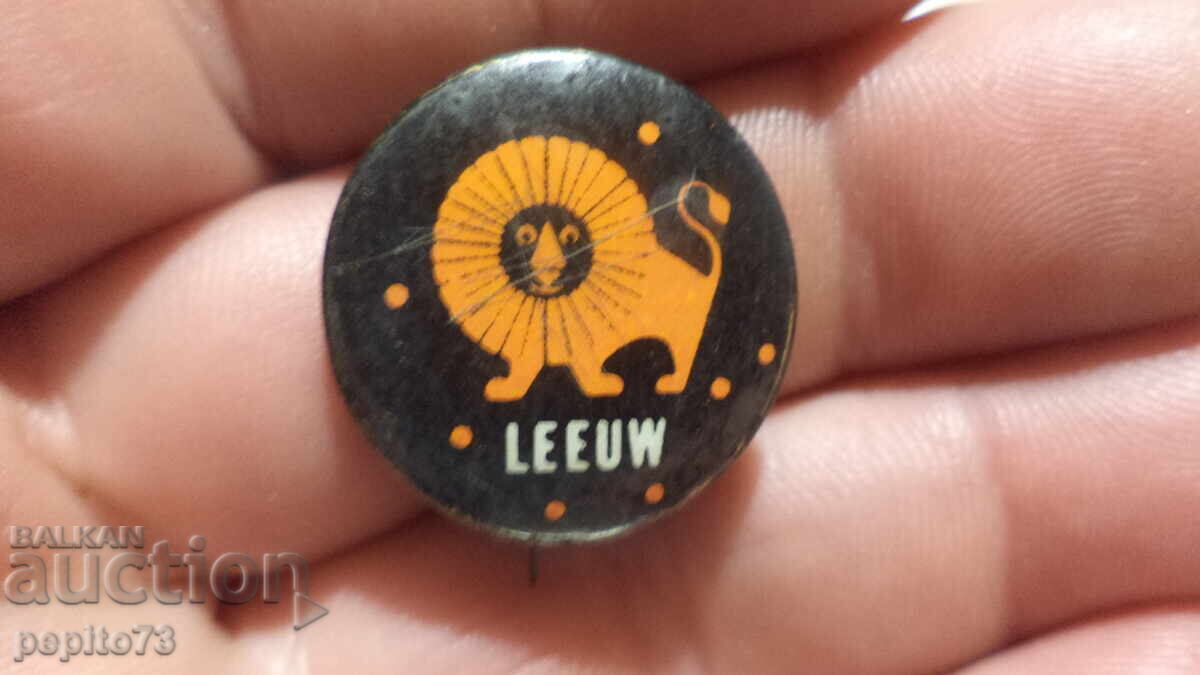 LEEUW
BALKAN
auction
pepito73